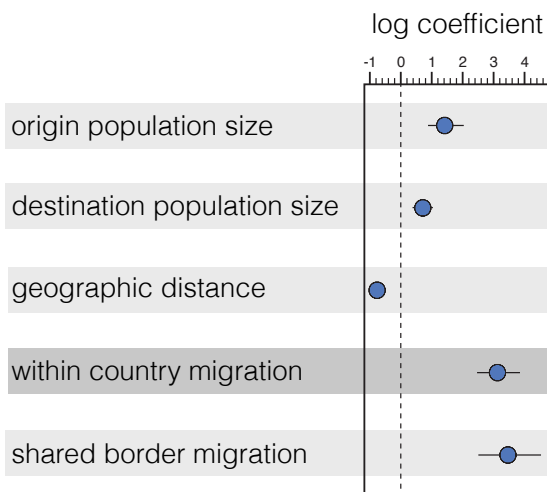 log coefficient
-1 0 1 2 3 4
origin population size
destination population size
geographic distance
within country migration
shared border migration